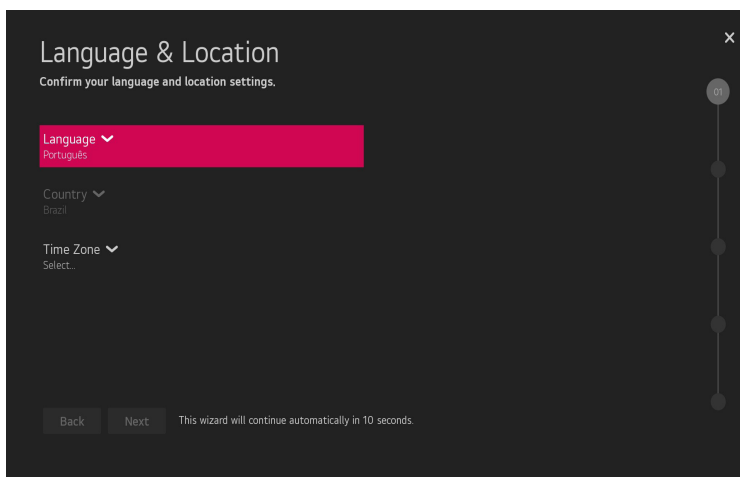 Language & Location
Confirm your language and location settings.
01
Language
Português
Country
Brazil
Time Zone
Select...
Back
Next
This wizard will continue automatically in 10 seconds.